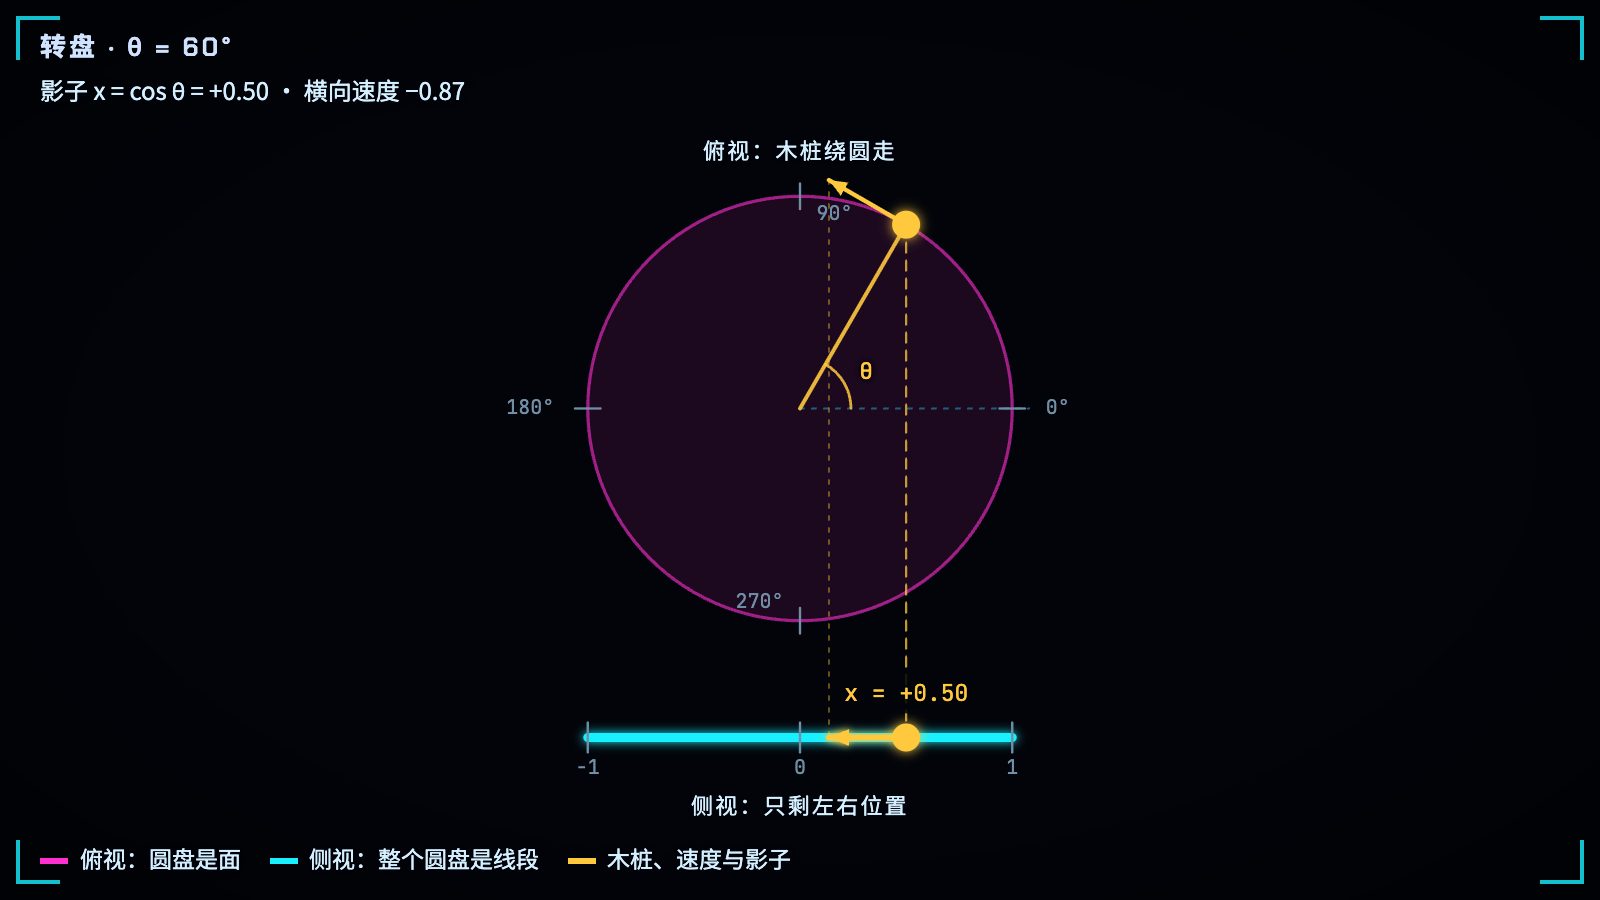 转盘 · θ = 60°
影子 x = cos θ = +0.50 · 横向速度 −0.87
俯视：木桩绕圆走
90°
θ
180°
0°
270°
x = +0.50
-1
0
1
侧视：只剩左右位置
俯视：圆盘是面
侧视：整个圆盘是线段
木桩、速度与影子